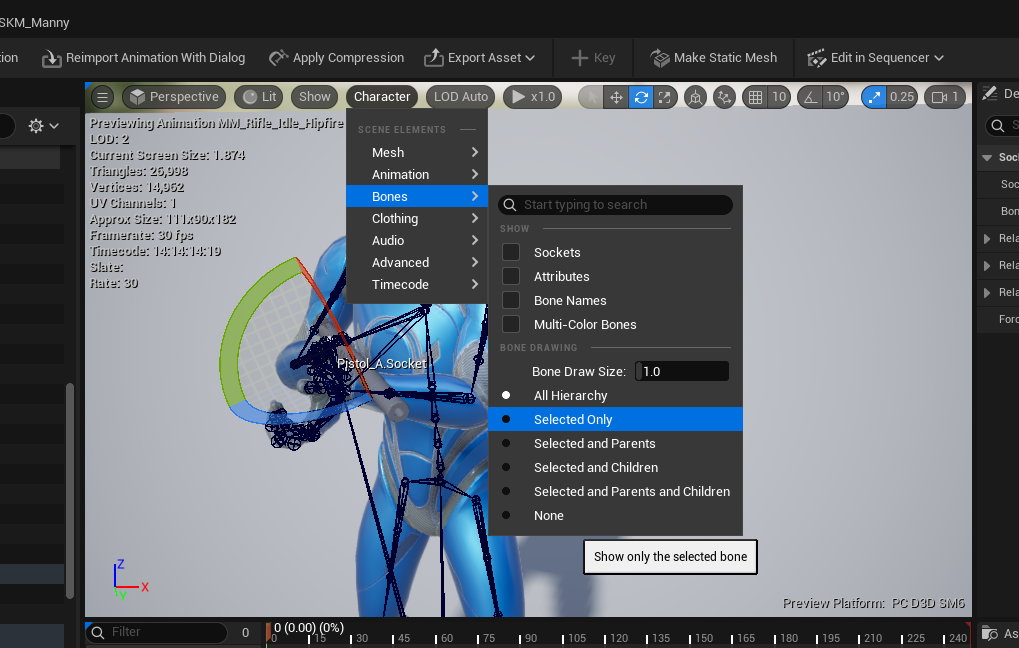 SKM_Manny
ion
Reimport Animation With Dialog
Apply Compression
Export Asset
Key
Make Static Mesh
Edit in Sequencer
Perspective
Lit
Show
Character
LOD Auto
x1.0
10
10°
0.25
1
De
Previewing Animation MM_Rifle_Idle_Hipfire
LOD: 2
Current Screen Size: 1.874
Triangles: 26,998
Vertices: 14,962
UV Channels: 1
Approx Size: 111x90x182
Framerate: 30 fps
Timecode: 14:14:14:19
Slate:
Rate: 30
SCENE ELEMENTS
Mesh
Animation
Bones
Clothing
Audio
Advanced
Timecode
Start typing to search
SHOW
Sockets
Attributes
Bone Names
Multi-Color Bones
BONE DRAWING
Bone Draw Size: 1.0
All Hierarchy
Selected Only
Selected and Parents
Selected and Children
Selected and Parents and Children
None
Show only the selected bone
Pistol_A.Socket
S
Soc
Soc
Bon
Rela
Rela
Rela
Forc
Z
X
Y
Preview Platform: PC D3D SM6
Filter
0
0 (0.00) (0%)
0 15 30 45 60 75 90 105 120 135 150 165 180 195 210 225 240
As